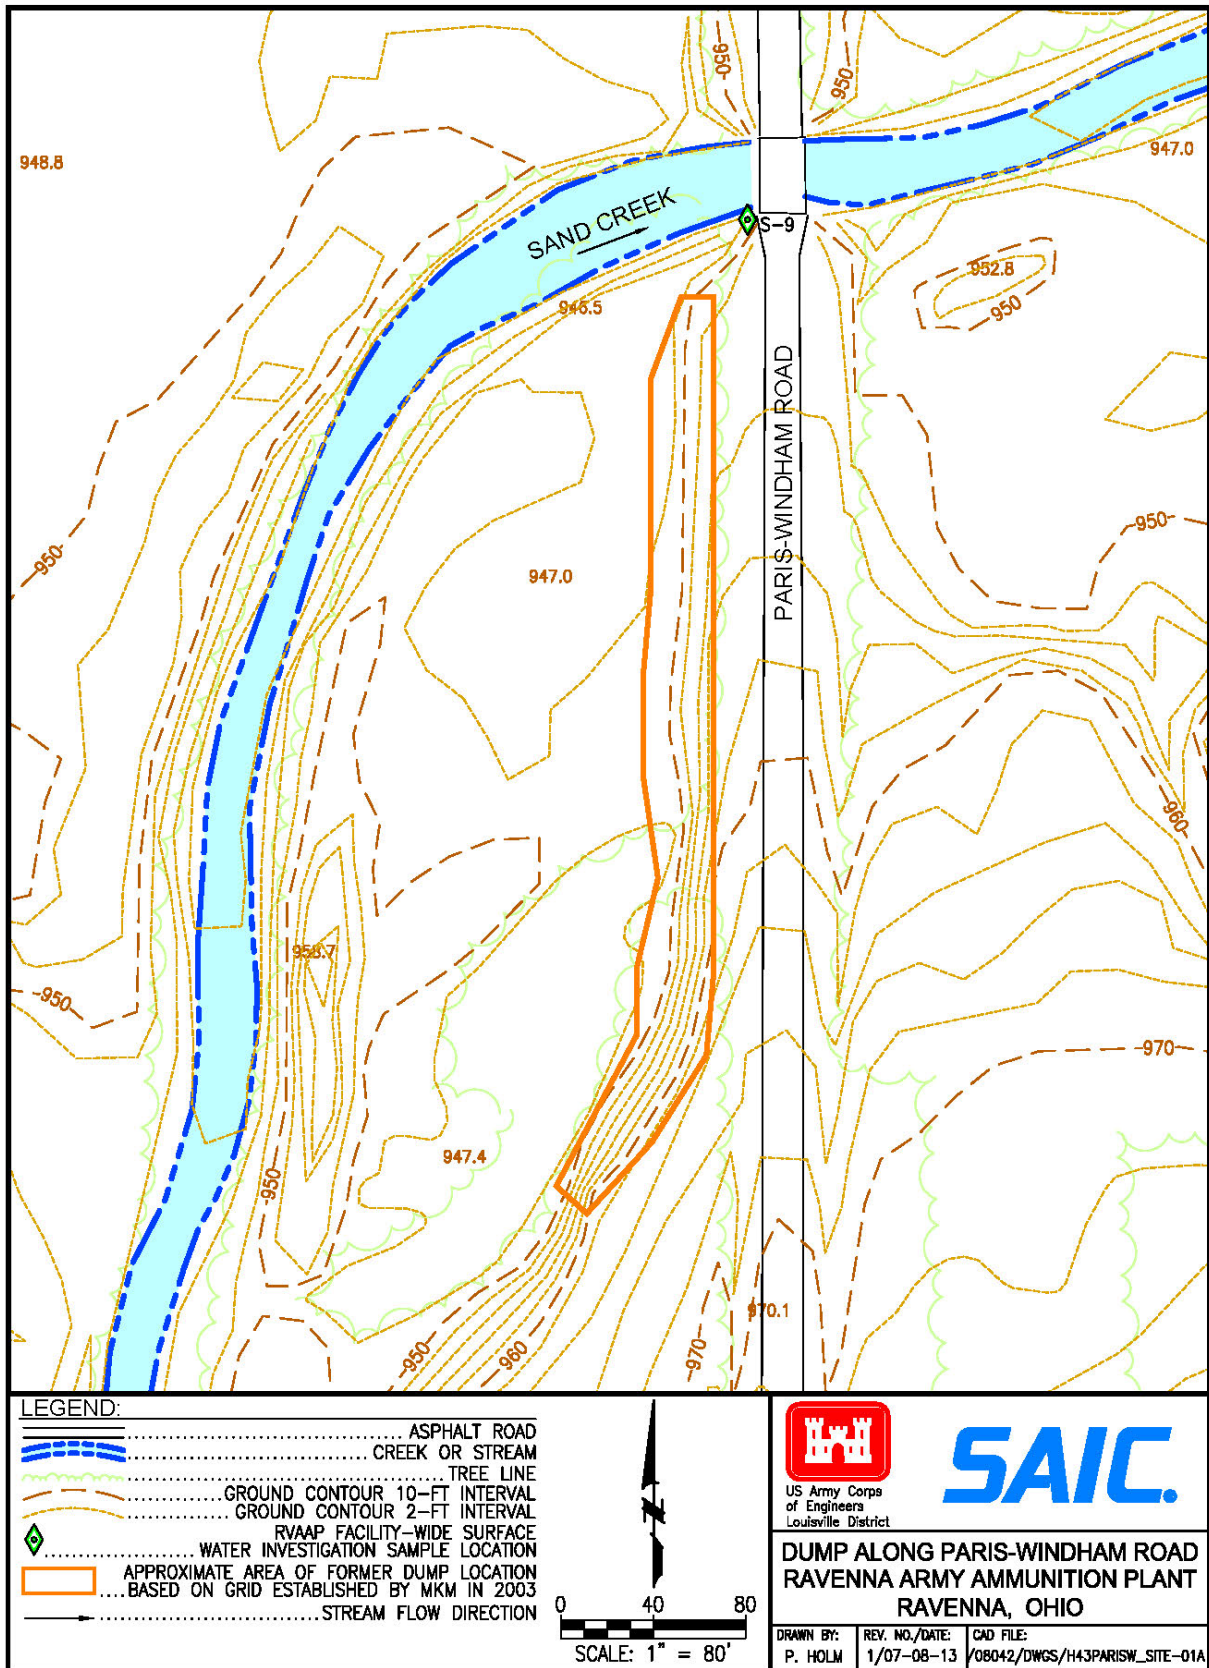 950
950
948.8
947.0
SAND CREEK
S-9
952.8
950
PARIS-WINDHAM ROAD
950
950
947.0
960
950
970
947.4
950
970.1
950
960
970
LEGEND:
ASPHALT ROAD
CREEK OR STREAM
TREE LINE
GROUND CONTOUR 10-FT INTERVAL
GROUND CONTOUR 2-FT INTERVAL
RVAAP FACILITY-WIDE SURFACE
WATER INVESTIGATION SAMPLE LOCATION
APPROXIMATE AREA OF FORMER DUMP LOCATION
BASED ON GRID ESTABLISHED BY MKM IN 2003
STREAM FLOW DIRECTION
0 40 80
SCALE: 1" = 80'
US Army Corps
of Engineers
Louisville District
SAIC.
DUMP ALONG PARIS-WINDHAM ROAD
RAVENNA ARMY AMMUNITION PLANT
RAVENNA, OHIO
DRAWN BY:
P. HOLM
REV. NO./DATE:
1/07-08-13
CAD FILE:
/08042/DWGS/H43PARISW_SITE-01A